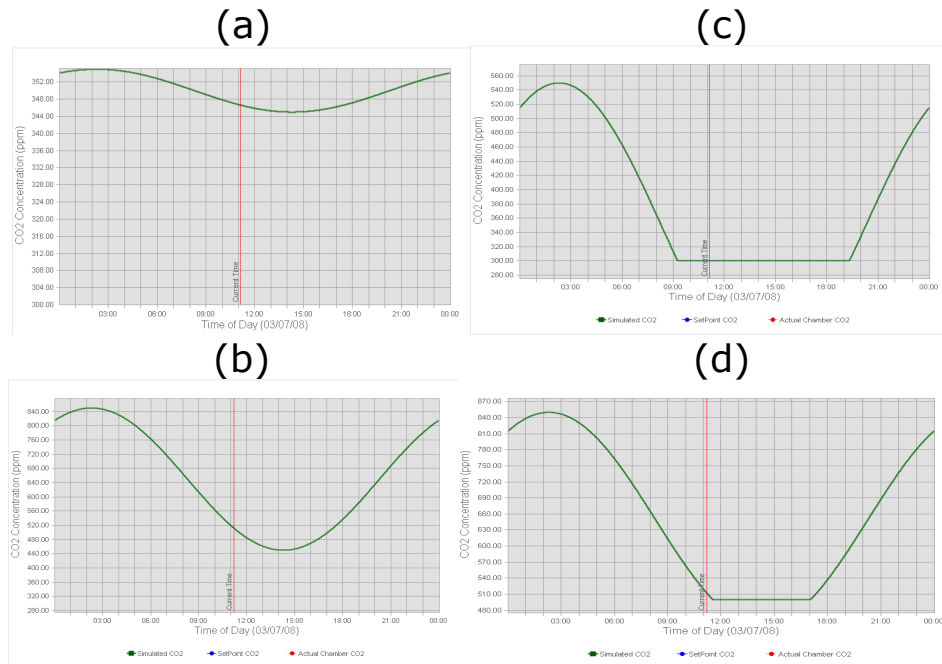 (a)
CO2 Concentration (ppm)
352.00
348.00
344.00
340.00
336.00
332.00
328.00
324.00
320.00
316.00
312.00
308.00
304.00
300.00
Current Time
03:00 06:00 09:00 12:00 15:00 18:00 21:00 00:00
Time of Day (03/07/08)
(c)
CO2 Concentration (ppm)
560.00
540.00
520.00
500.00
480.00
460.00
440.00
420.00
400.00
380.00
360.00
340.00
320.00
300.00
280.00
Current Time
03:00 06:00 09:00 12:00 15:00 18:00 21:00 00:00
Time of Day (03/07/08)
Simulated CO2 SetPoint CO2 Actual Chamber CO2
(b)
CO2 Concentration (ppm)
840.00
800.00
760.00
720.00
680.00
640.00
600.00
560.00
520.00
480.00
440.00
400.00
360.00
320.00
280.00
Current Time
03:00 06:00 09:00 12:00 15:00 18:00 21:00 00:00
Time of Day (03/07/08)
Simulated CO2 SetPoint CO2 Actual Chamber CO2
(d)
CO2 Concentration (ppm)
870.00
840.00
810.00
780.00
750.00
720.00
690.00
660.00
630.00
600.00
570.00
540.00
510.00
480.00
Current Time
03:00 06:00 09:00 12:00 15:00 18:00 21:00 00:00
Time of Day (03/07/08)
Simulated CO2 SetPoint CO2 Actual Chamber CO2